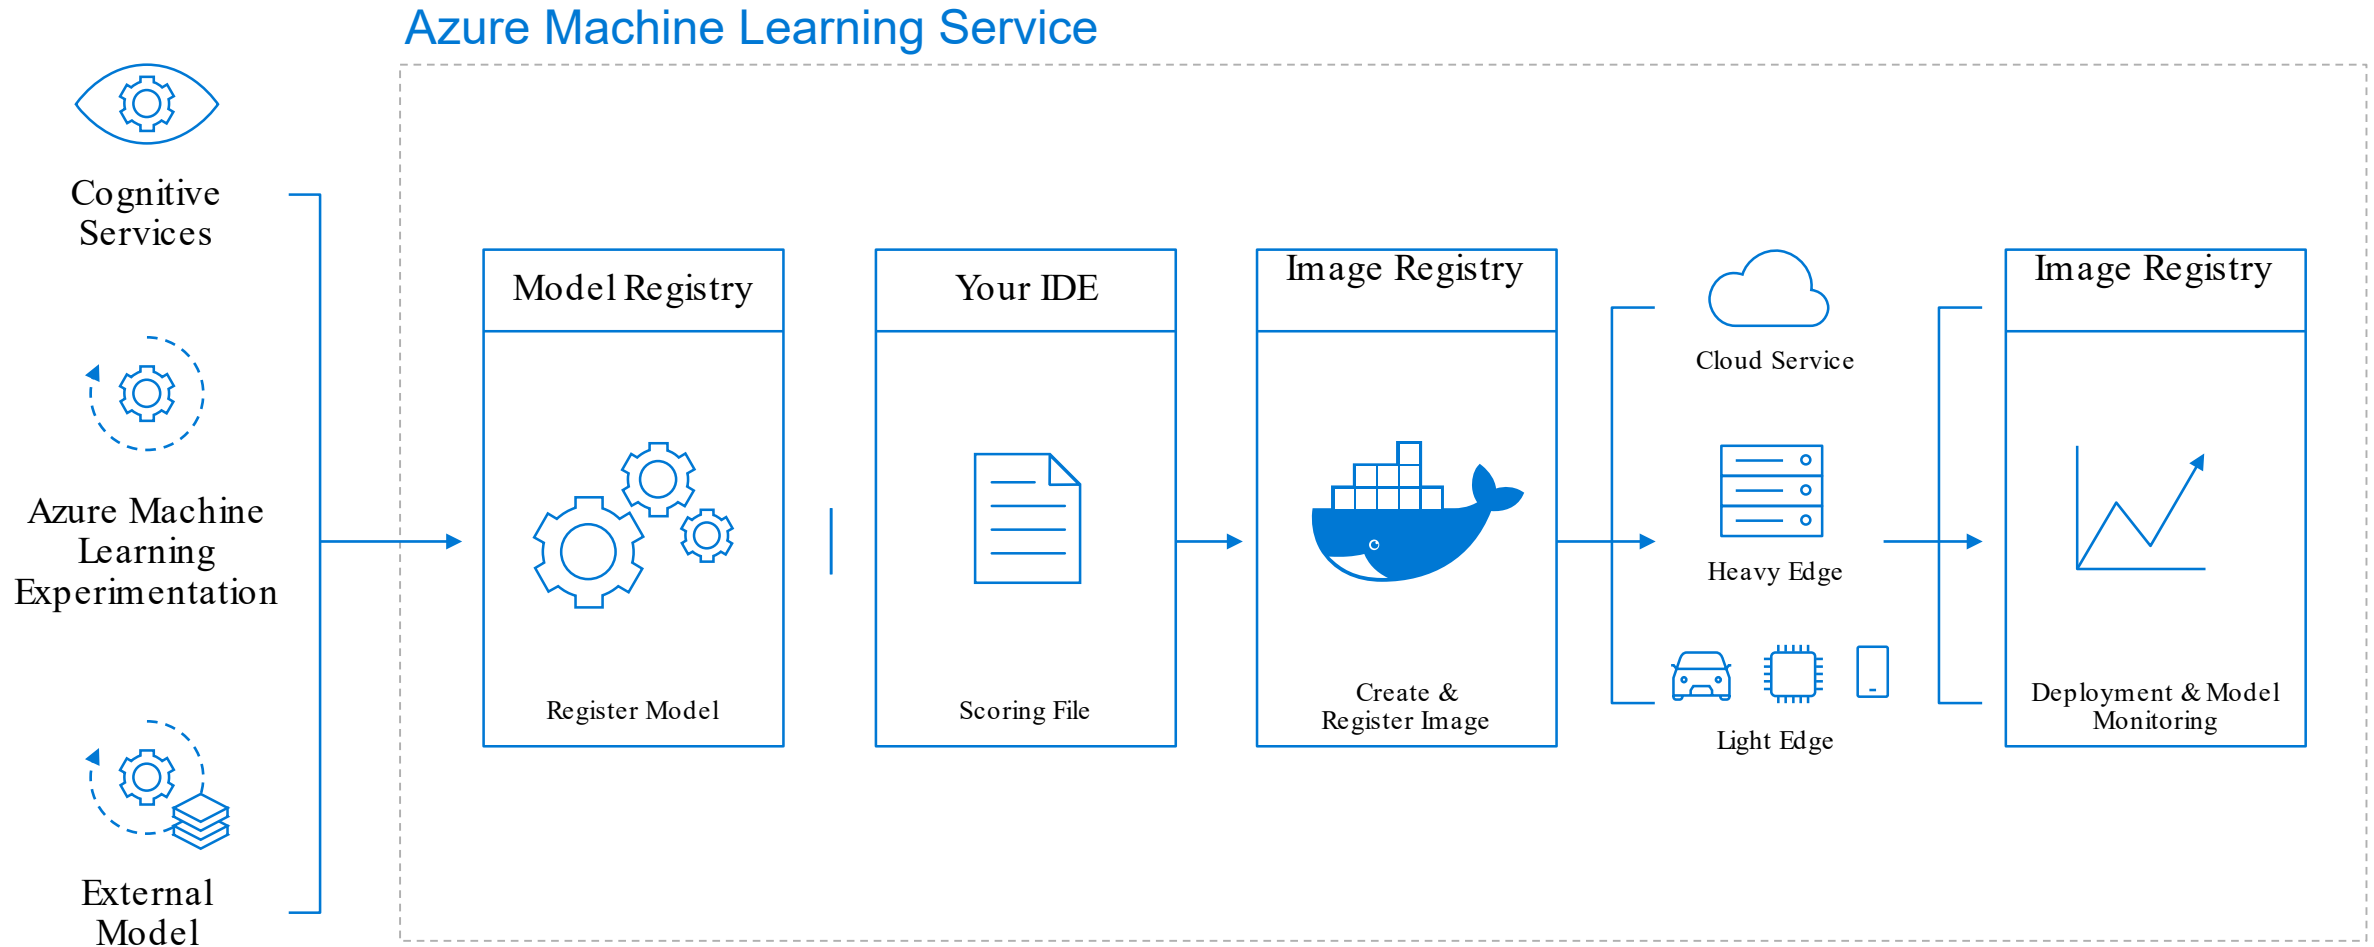 Azure Machine Learning Service
Cognitive
Services
Azure Machine
Learning
Experimentation
External
Model
Model Registry
Register Model
Your IDE
Scoring File
Image Registry
Create &
Register Image
Cloud Service
Heavy Edge
Light Edge
Image Registry
Deployment & Model
Monitoring